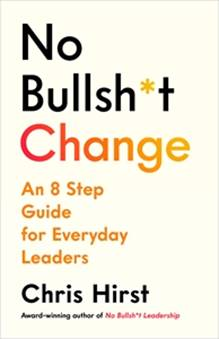 No
Bullsh*t
Change
An 8 Step
Guide
for Everyday
Leaders
Chris Hirst
Award-winning author of No Bullsh*t Leadership